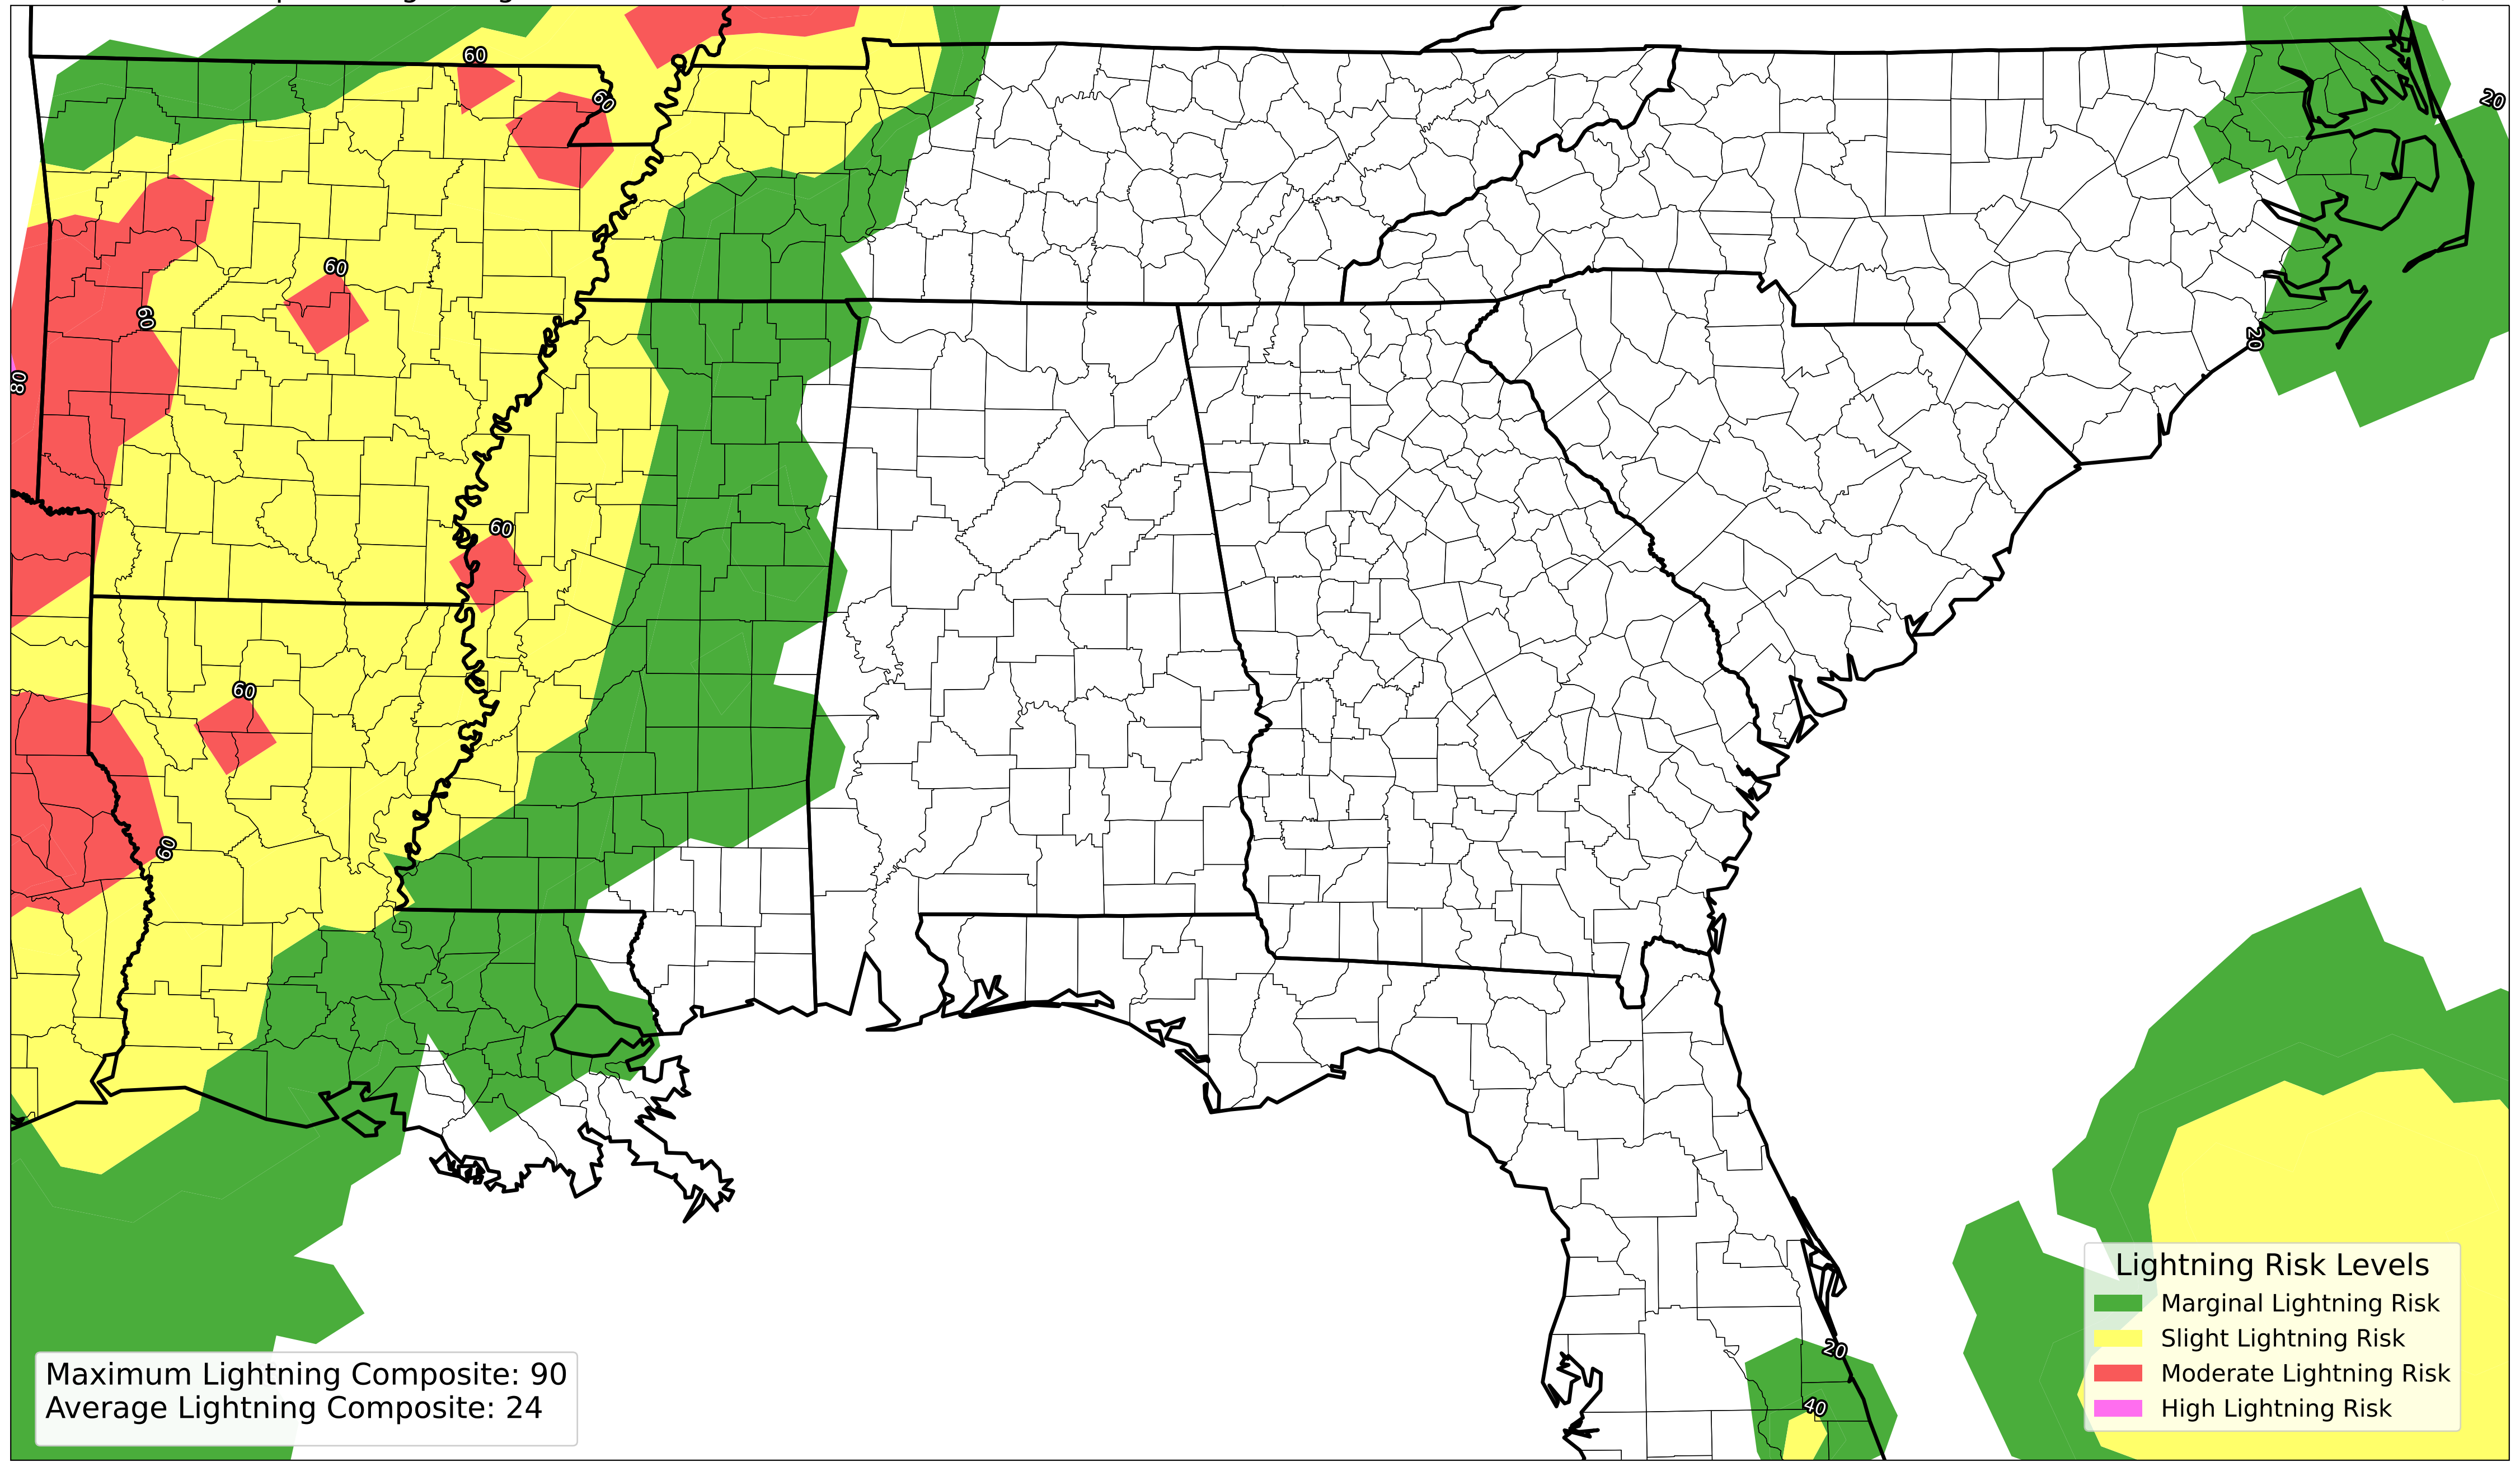 60
60
20
60
60
20
80
60
60
60
Lightning Risk Levels
Marginal Lightning Risk
Slight Lightning Risk
Moderate Lightning Risk
High Lightning Risk
20
40
Maximum Lightning Composite: 90
Average Lightning Composite: 24